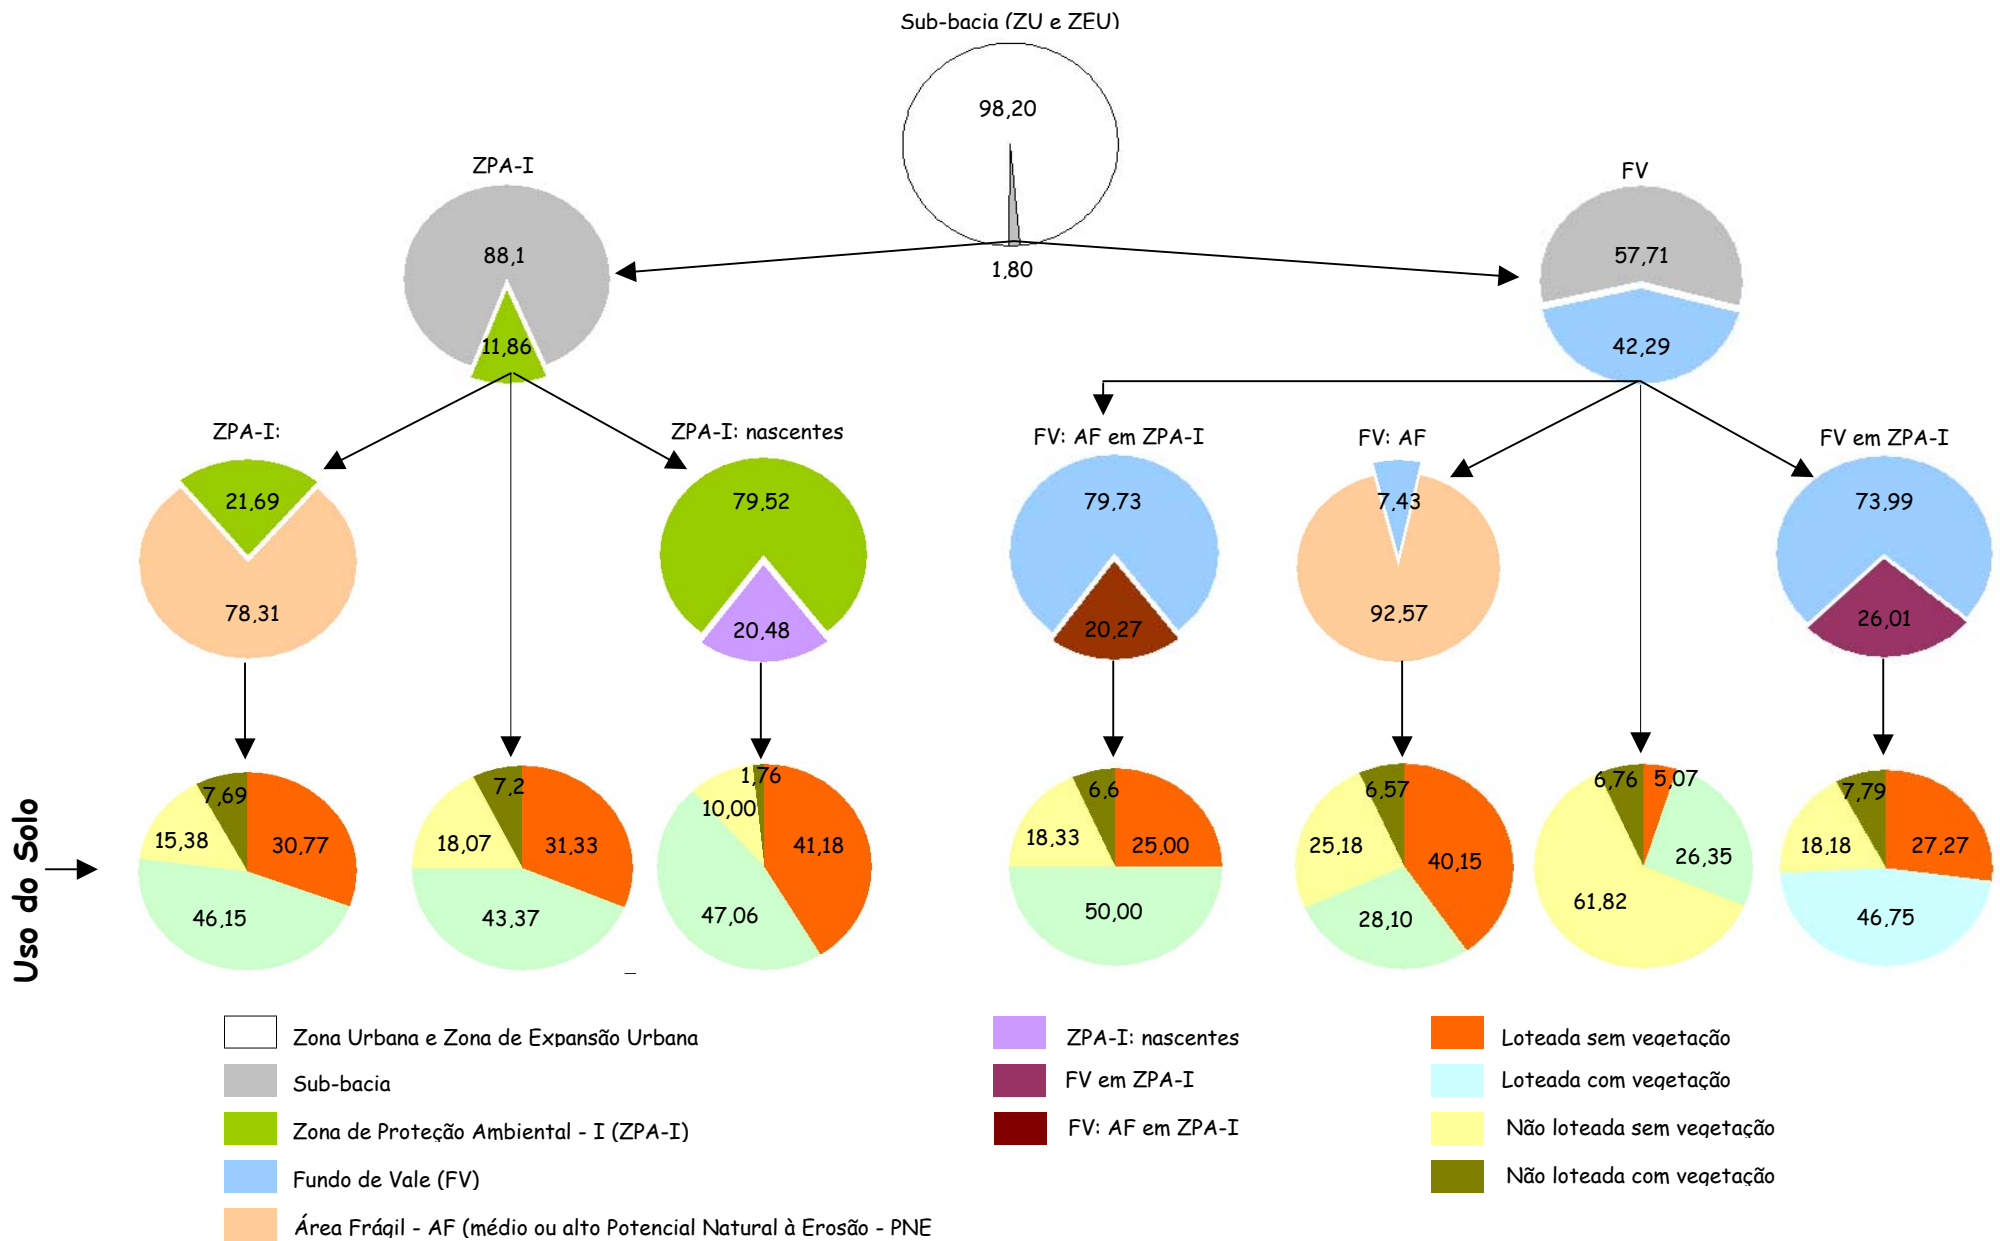 Sub-bacia (ZU e ZEU)
98,20
1,80
ZPA-I
88,1
11,86
FV
57,71
42,29
ZPA-I:
21,69
78,31
ZPA-I: nascentes
79,52
20,48
FV: AF em ZPA-I
79,73
20,27
FV: AF
7,43
92,57
FV em ZPA-I
73,99
26,01
Uso do Solo
7,69
15,38
30,77
46,15
7,2
18,07
31,33
43,37
1,76
10,00
41,18
47,06
6,6
18,33
25,00
50,00
6,57
25,18
40,15
28,10
6,76
5,07
26,35
61,82
7,79
18,18
27,27
46,75
Zona Urbana e Zona de Expansão Urbana
Sub-bacia
Zona de Proteção Ambiental - I (ZPA-I)
Fundo de Vale (FV)
Área Frágil - AF (médio ou alto Potencial Natural à Erosão - PNE
ZPA-I: nascentes
FV em ZPA-I
FV: AF em ZPA-I
Loteada sem vegetação
Loteada com vegetação
Não loteada sem vegetação
Não loteada com vegetação